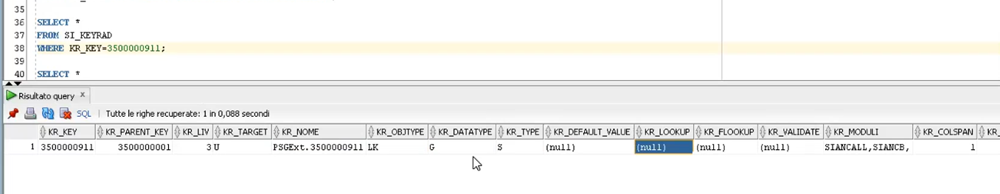 35
36 SELECT *
37 FROM SI_KEYRAD
38 WHERE KR_KEY=3500000911;
39
40 SELECT *
Risultato query x
SQL | Tutte le righe recuperate: 1 in 0,088 secondi
KR_KEY KR_PARENT_KEY KR_LIV KR_TARGET KR_NOME KR_OBJTYPE KR_DATATYPE KR_TYPE KR_DEFAULT_VALUE KR_LOOKUP KR_FLOOKUP KR_VALIDATE KR_MODULI KR_COLSPAN KR_
1 3500000911 3500000001 3 U PSGExt.3500000911 LK G S (null) (null) (null) (null) SIANCALL,SIANCB, 1